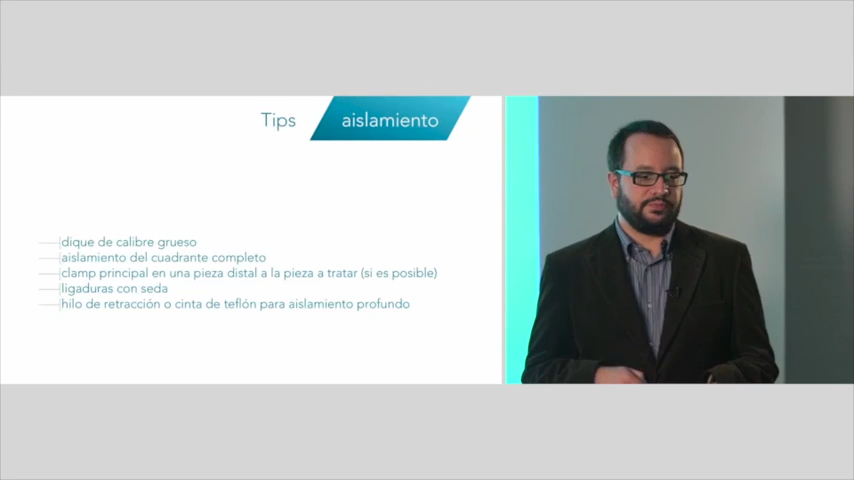 Tips aislamiento
dique de calibre grueso
aislamiento del cuadrante completo
clamp principal en una pieza distal a la pieza a tratar (si es posible)
ligaduras con seda
hilo de retracción o cinta de teflón para aislamiento profundo